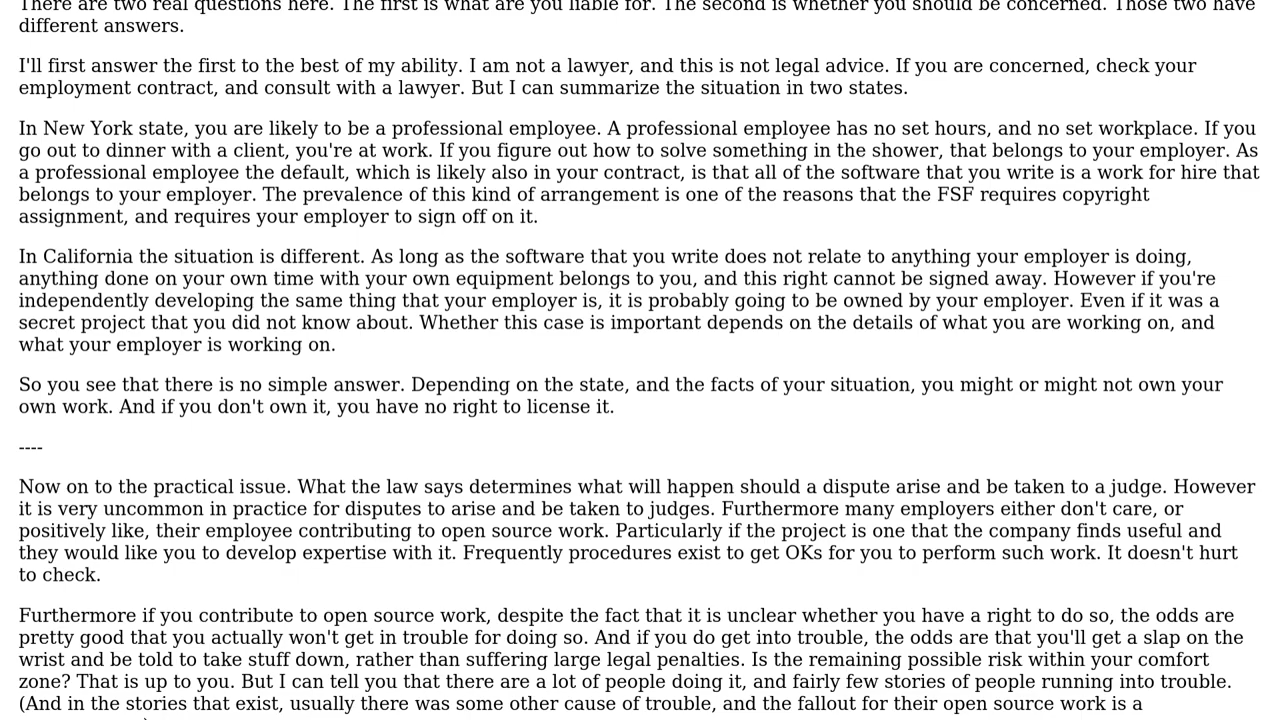 There are two real questions here. The first is what are you liable for. The second is whether you should be concerned. Those two have
different answers.
I'll first answer the first to the best of my ability. I am not a lawyer, and this is not legal advice. If you are concerned, check your
employment contract, and consult with a lawyer. But I can summarize the situation in two states.
In New York state, you are likely to be a professional employee. A professional employee has no set hours, and no set workplace. If you
go out to dinner with a client, you're at work. If you figure out how to solve something in the shower, that belongs to your employer. As
a professional employee the default, which is likely also in your contract, is that all of the software that you write is a work for hire that
belongs to your employer. The prevalence of this kind of arrangement is one of the reasons that the FSF requires copyright
assignment, and requires your employer to sign off on it.
In California the situation is different. As long as the software that you write does not relate to anything your employer is doing,
anything done on your own time with your own equipment belongs to you, and this right cannot be signed away. However if you're
independently developing the same thing that your employer is, it is probably going to be owned by your employer. Even if it was a
secret project that you did not know about. Whether this case is important depends on the details of what you are working on, and
what your employer is working on.
So you see that there is no simple answer. Depending on the state, and the facts of your situation, you might or might not own your
own work. And if you don't own it, you have no right to license it.
----
Now on to the practical issue. What the law says determines what will happen should a dispute arise and be taken to a judge. However
it is very uncommon in practice for disputes to arise and be taken to judges. Furthermore many employers either don't care, or
positively like, their employee contributing to open source work. Particularly if the project is one that the company finds useful and
they would like you to develop expertise with it. Frequently procedures exist to get OKs for you to perform such work. It doesn't hurt
to check.
Furthermore if you contribute to open source work, despite the fact that it is unclear whether you have a right to do so, the odds are
pretty good that you actually won't get in trouble for doing so. And if you do get into trouble, the odds are that you'll get a slap on the
wrist and be told to take stuff down, rather than suffering large legal penalties. Is the remaining possible risk within your comfort
zone? That is up to you. But I can tell you that there are a lot of people doing it, and fairly few stories of people running into trouble.
(And in the stories that exist, usually there was some other cause of trouble, and the fallout for their open source work is a